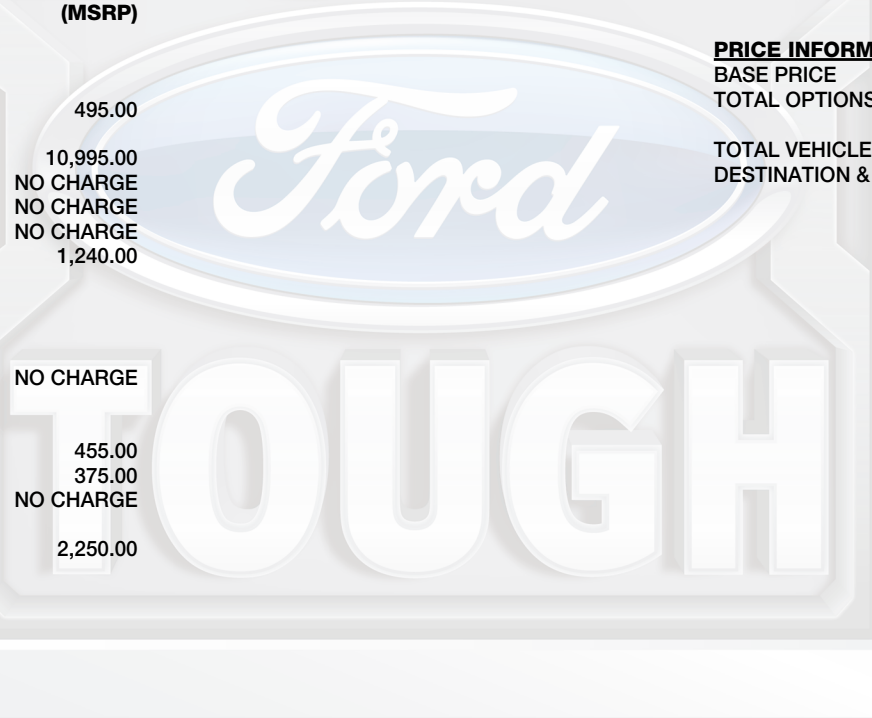 (MSRP)
495.00
10,995.00
NO CHARGE
NO CHARGE
NO CHARGE
1,240.00
NO CHARGE
455.00
375.00
NO CHARGE
2,250.00
PRICE INFORM
BASE PRICE
TOTAL OPTIONS
TOTAL VEHICLE
DESTINATION &
Ford
TOUGH